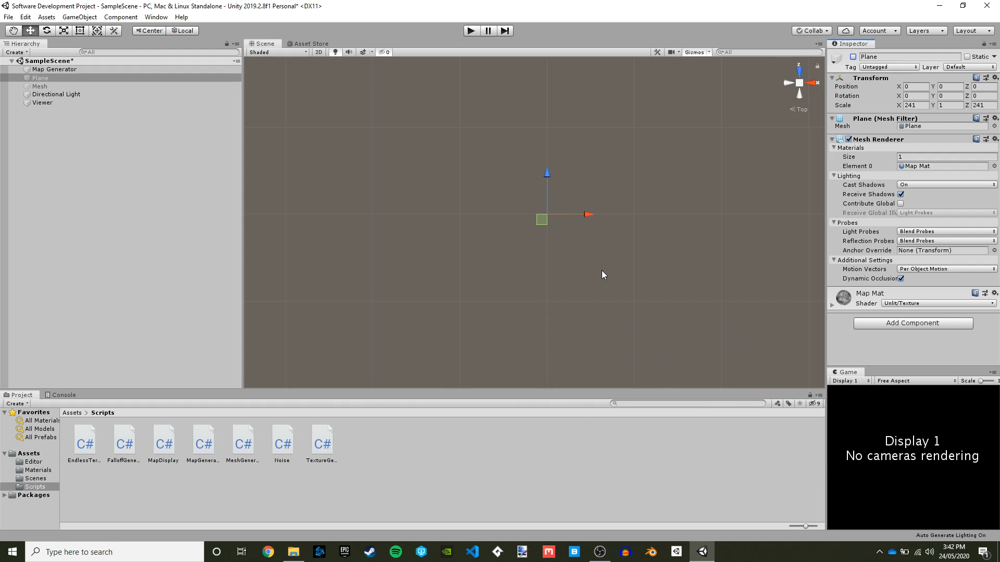 Software Development Project - SampleScene - PC, Mac & Linux Standalone - Unity 2019.2.8f1 Personal* <DX11>
File Edit Assets GameObject Component Window Help
Center Local Collab Account Layers Layout
Hierarchy
Create All
SampleScene*
Map Generator
Plane
Mesh
Directional Light
Viewer
Scene Asset Store
Shaded 2D 0 Gizmos All
z
x
Top
Inspector
Plane Static
Tag Untagged Layer Default
Transform
Position X 0 Y 0 Z 0
Rotation X 0 Y 0 Z 0
Scale X 241 Y 1 Z 241
Plane (Mesh Filter)
Mesh Plane
Mesh Renderer
Materials
Size 1
Element 0 Map Mat
Lighting
Cast Shadows On
Receive Shadows
Contribute Global
Receive Global Illu Light Probes
Probes
Light Probes Blend Probes
Reflection Probes Blend Probes
Anchor Override None (Transform)
Additional Settings
Motion Vectors Per Object Motion
Dynamic Occlusion
Map Mat
Shader Unlit/Texture
Add Component
Game
Display 1 Free Aspect Scale 1
Display 1
No cameras rendering
Project Console
Create 9
Favorites
All Materials
All Models
All Prefabs
Assets
Editor
Materials
Scenes
Scripts
Packages
Assets > Scripts
C# C# C# C# C# C# C#
EndlessTer... FalloffGene... MapDisplay MapGenera... MeshGener... Noise TextureGe...
Auto Generate Lighting On
Type here to search
EPIC GAMES
M
B
3:42 PM
24/05/2020
1